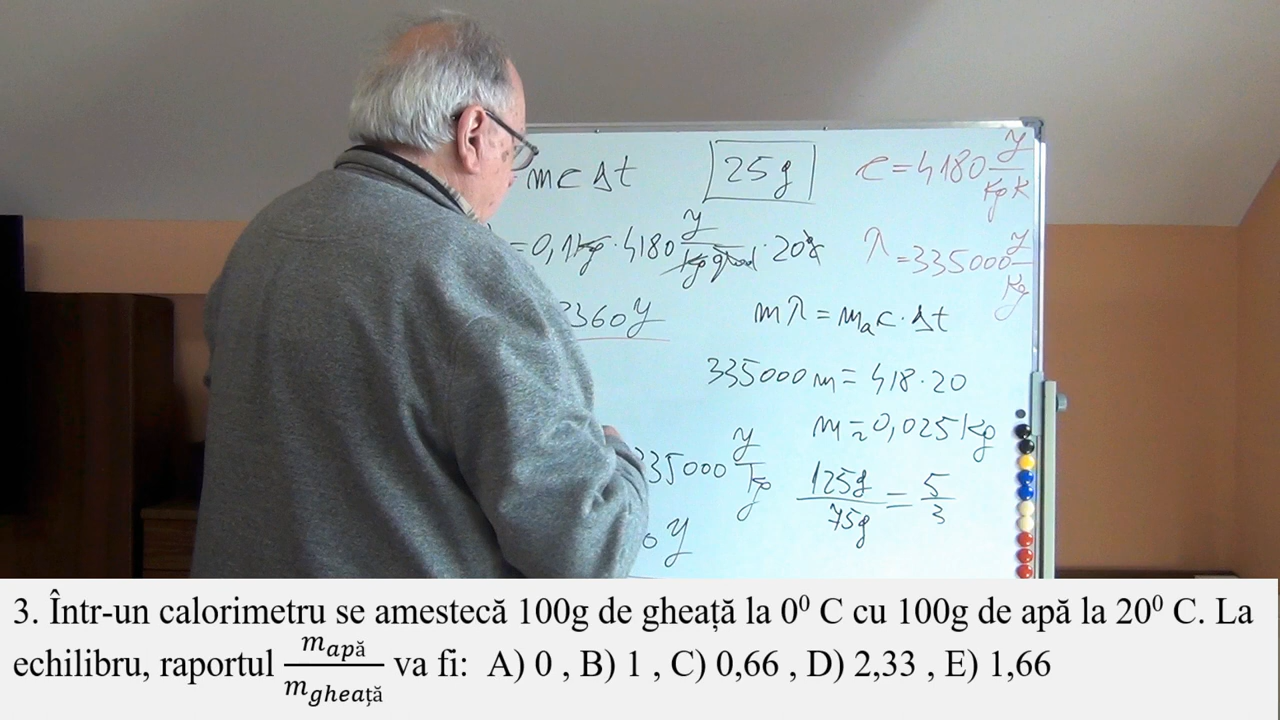 mcΔt
25g
c=4180 J/kg K
=0,1kg·4180 J/kg grad·20
λ=335000 J/kg
3360J
mλ=mₐc·Δt
335000m=418·20
m≈0,025kg
335000 J/kg
125g/75g=5/3
0J
3. Într-un calorimetru se amestecă 100g de gheață la 0⁰ C cu 100g de apă la 20⁰ C. La
echilibru, raportul m_apă/m_gheață va fi: A) 0 , B) 1 , C) 0,66 , D) 2,33 , E) 1,66